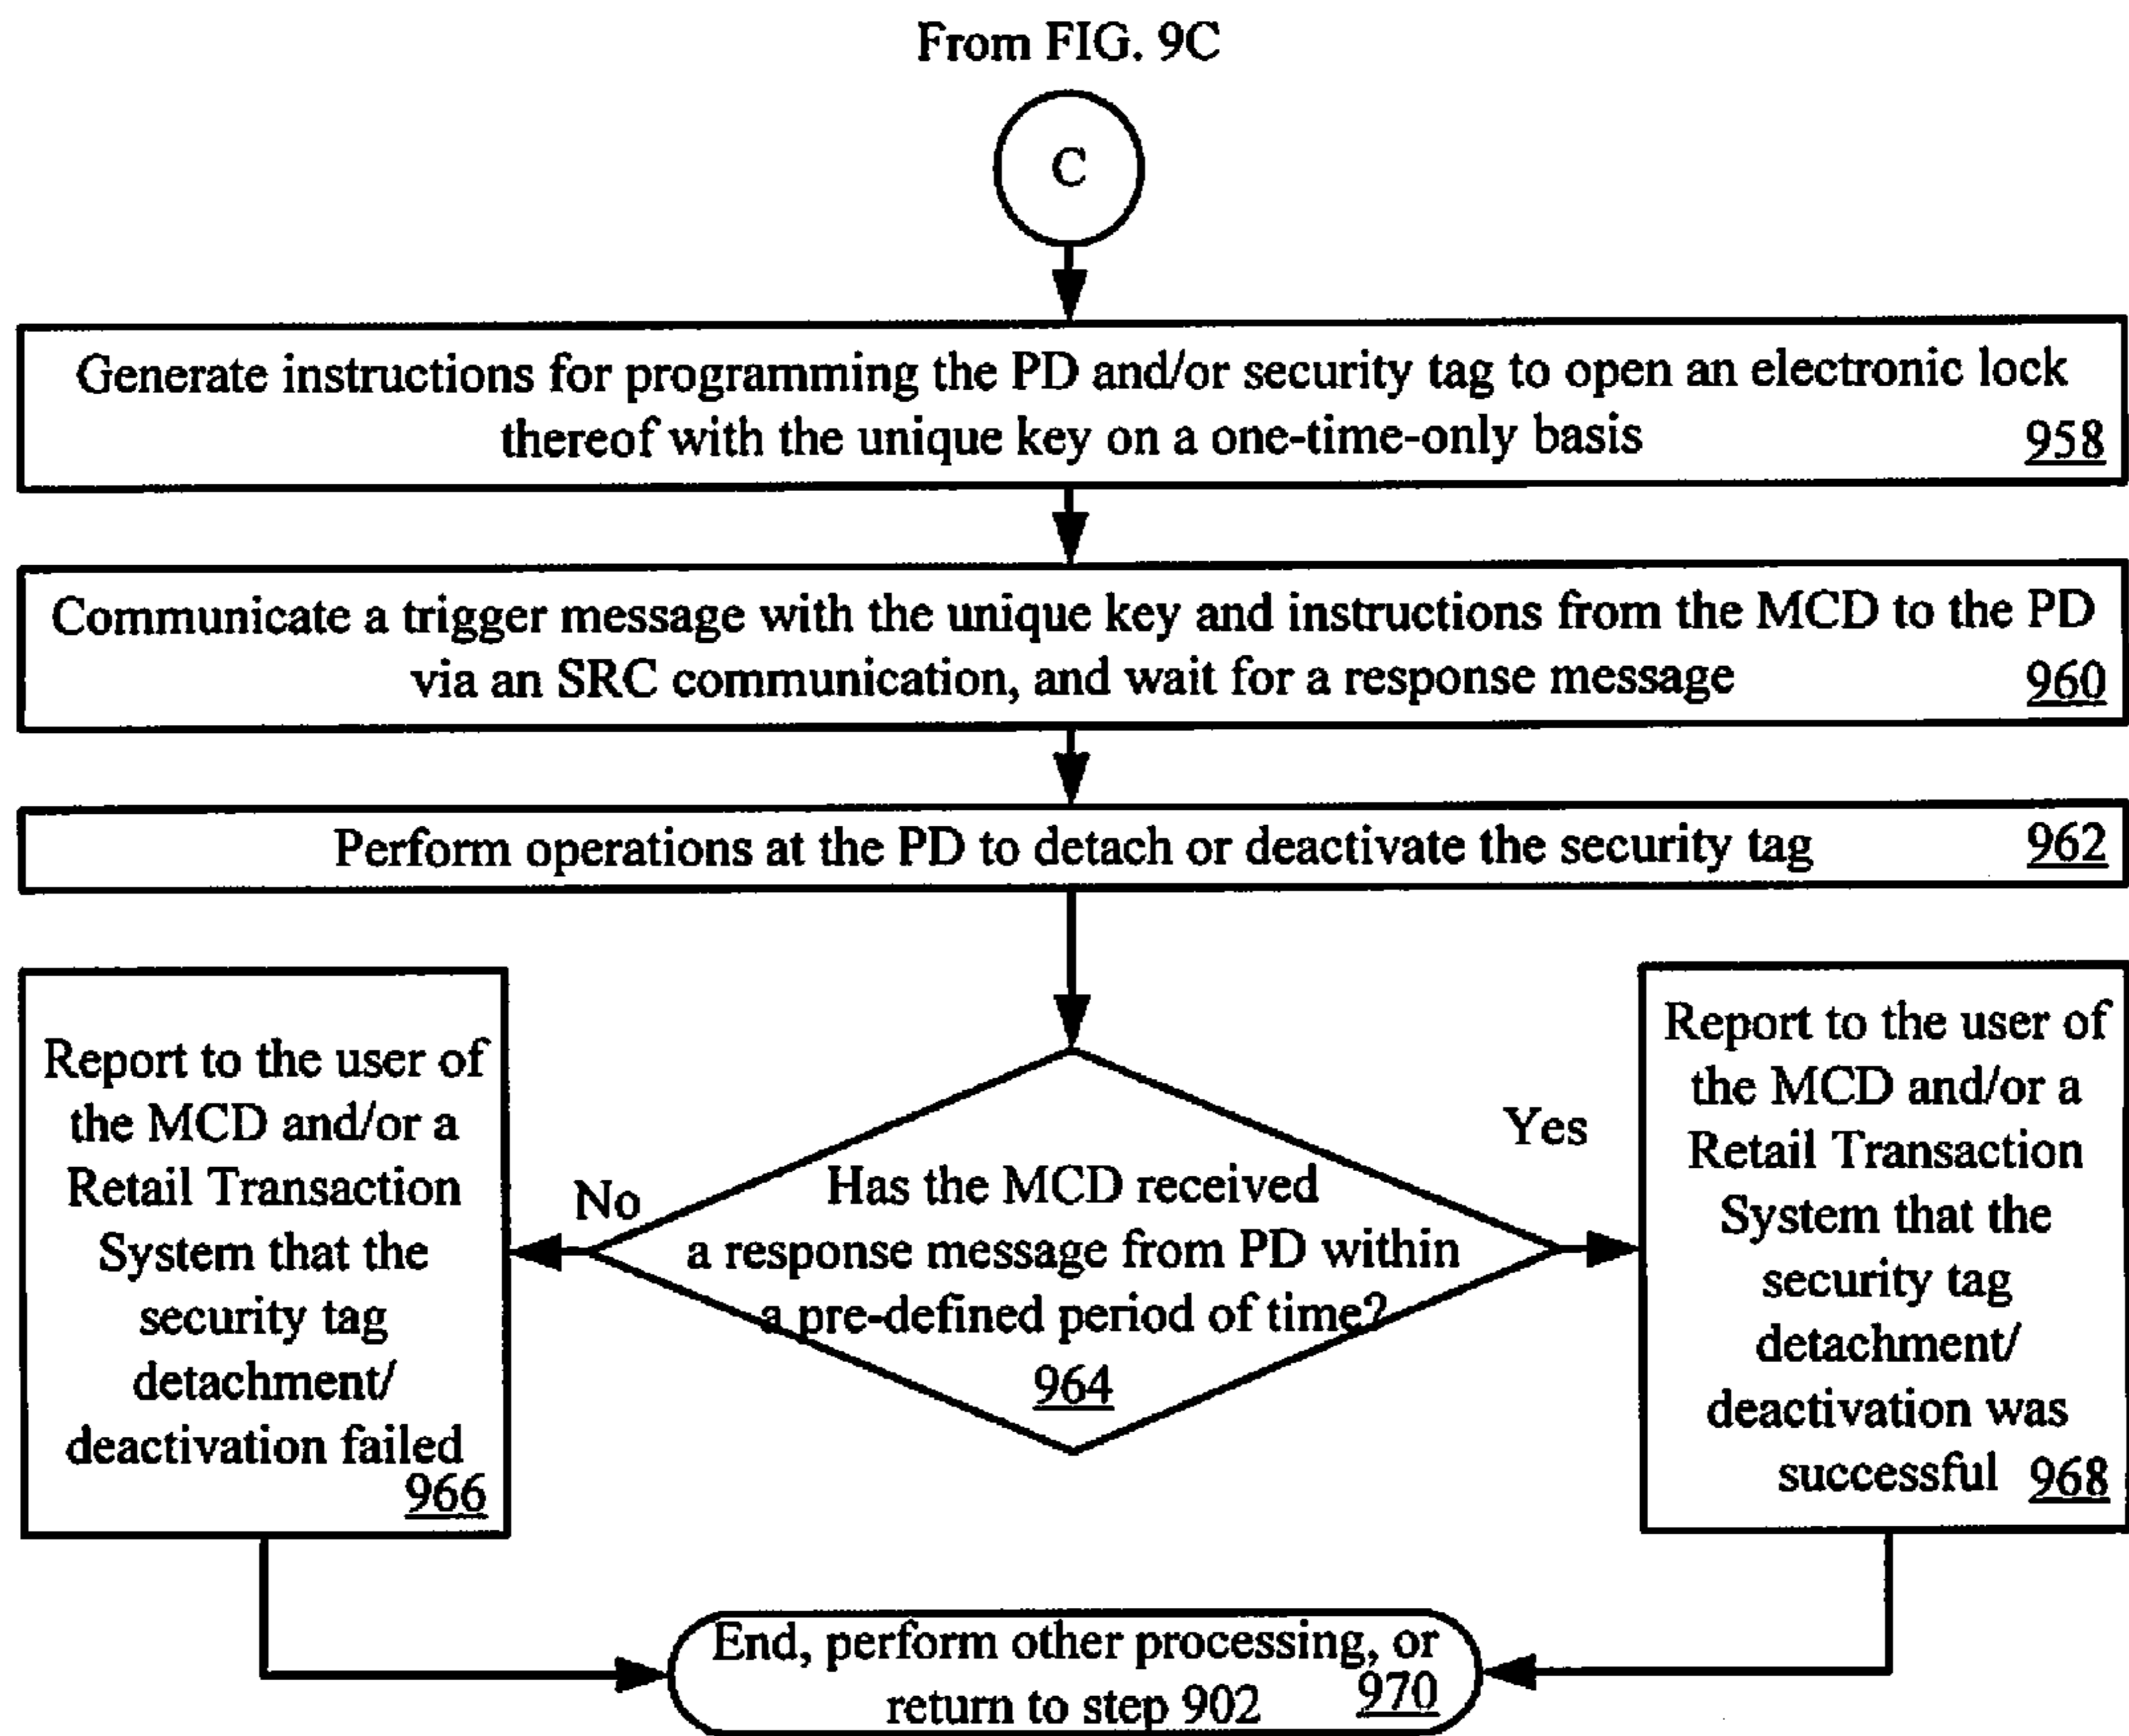 From FIG. 9C
C
Generate instructions for programming the PD and/or security tag to open an electronic lock
thereof with the unique key on a one-time-only basis
958
Communicate a trigger message with the unique key and instructions from the MCD to the PD
via an SRC communication, and wait for a response message
960
Perform operations at the PD to detach or deactivate the security tag
962
Report to the user of
the MCD and/or a
Retail Transaction
System that the
security tag
detachment/
deactivation failed
966
No
Has the MCD received
a response message from PD within
a pre-defined period of time?
964
Yes
Report to the user of
the MCD and/or a
Retail Transaction
System that the
security tag
detachment/
deactivation was
successful 968
End, perform other processing, or
return to step 902
970